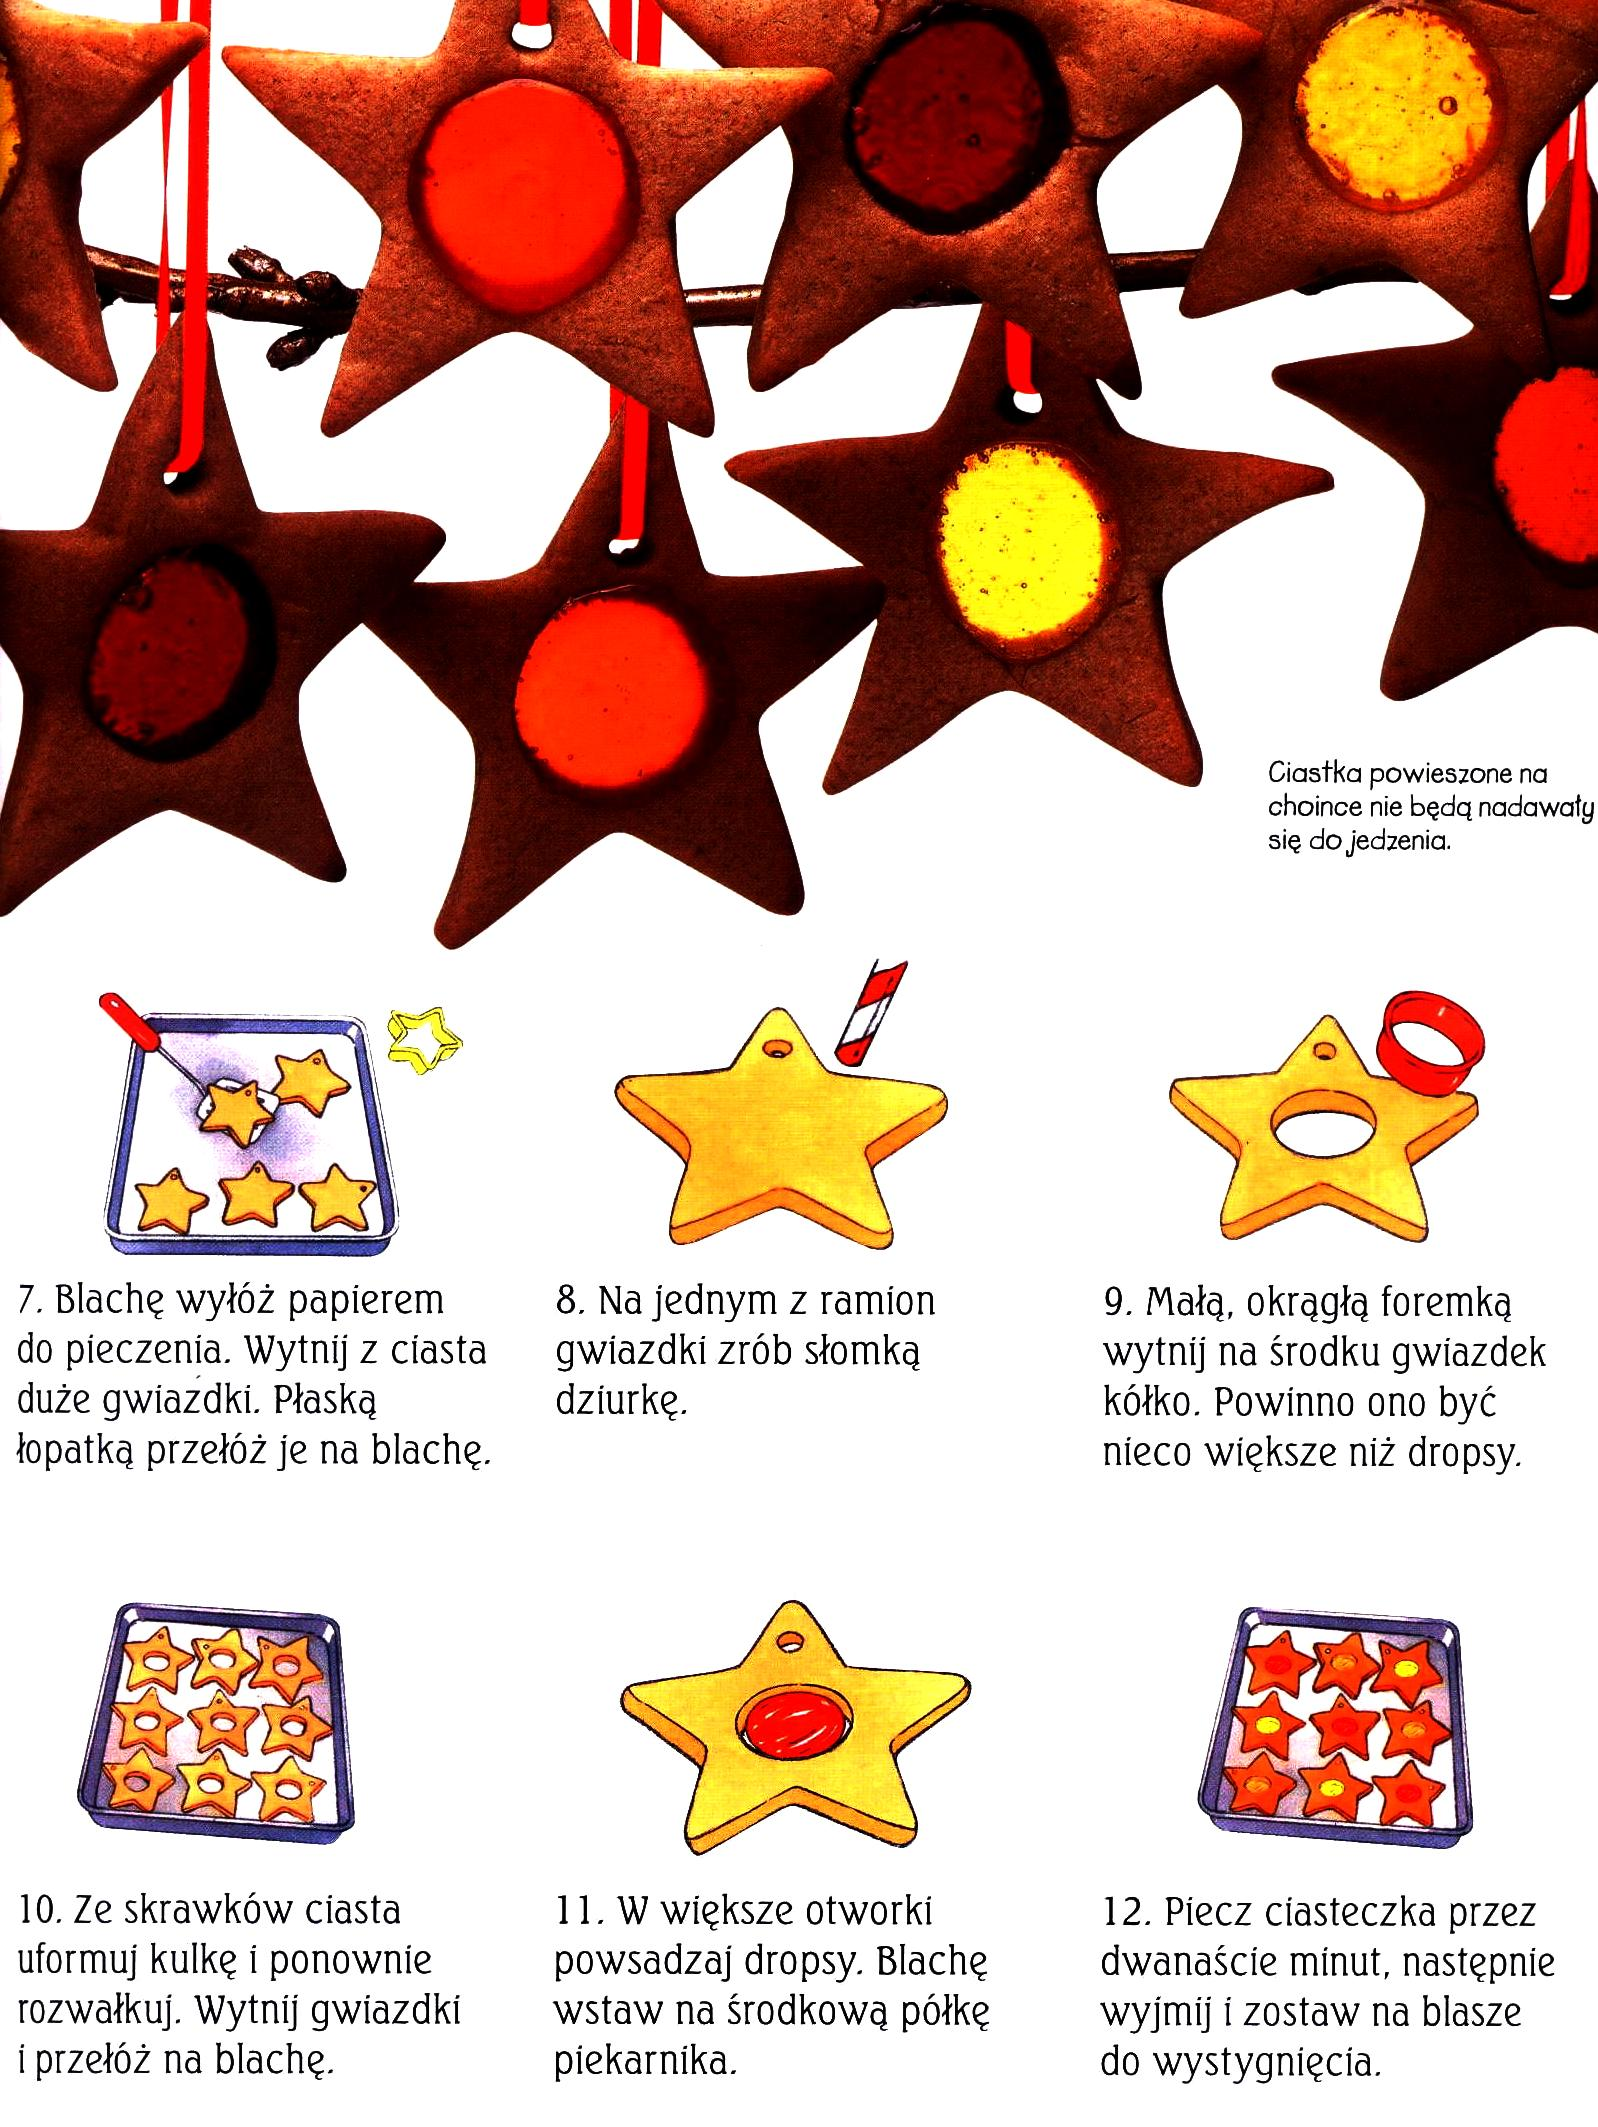 Ciastka powieszone na
choince nie będą nadawały
się do jedzenia.
7. Blachę wyłóż papierem
do pieczenia. Wytnij z ciasta
duże gwiazdki. Płaską
łopatką przełóż je na blachę.
8. Na jednym z ramion
gwiazdki zrób słomką
dziurkę.
9. Małą, okrągłą foremką
wytnij na środku gwiazdek
kółko. Powinno ono być
nieco większe niż dropsy.
10. Ze skrawków ciasta
uformuj kulkę i ponownie
rozwałkuj. Wytnij gwiazdki
i przełóż na blachę.
11. W większe otworki
powsadzaj dropsy. Blachę
wstaw na środkową półkę
piekarnika.
12. Piecz ciasteczka przez
dwanaście minut, następnie
wyjmij i zostaw na blasze
do wystygnięcia.